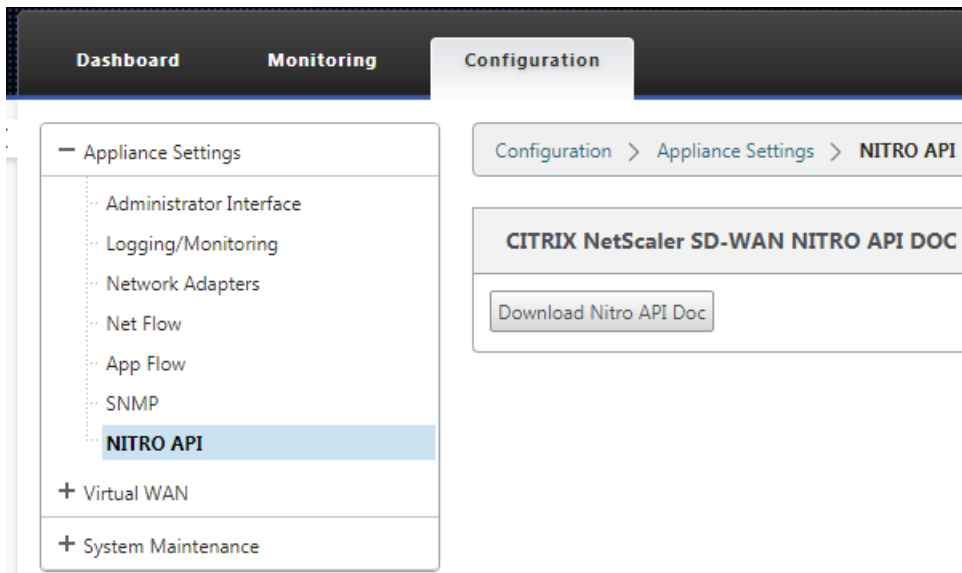 Dashboard Monitoring Configuration
Appliance Settings
Administrator Interface
Logging/Monitoring
Network Adapters
Net Flow
App Flow
SNMP
NITRO API
Virtual WAN
System Maintenance
Configuration > Appliance Settings > NITRO API
CITRIX NetScaler SD-WAN NITRO API DOC
Download Nitro API Doc